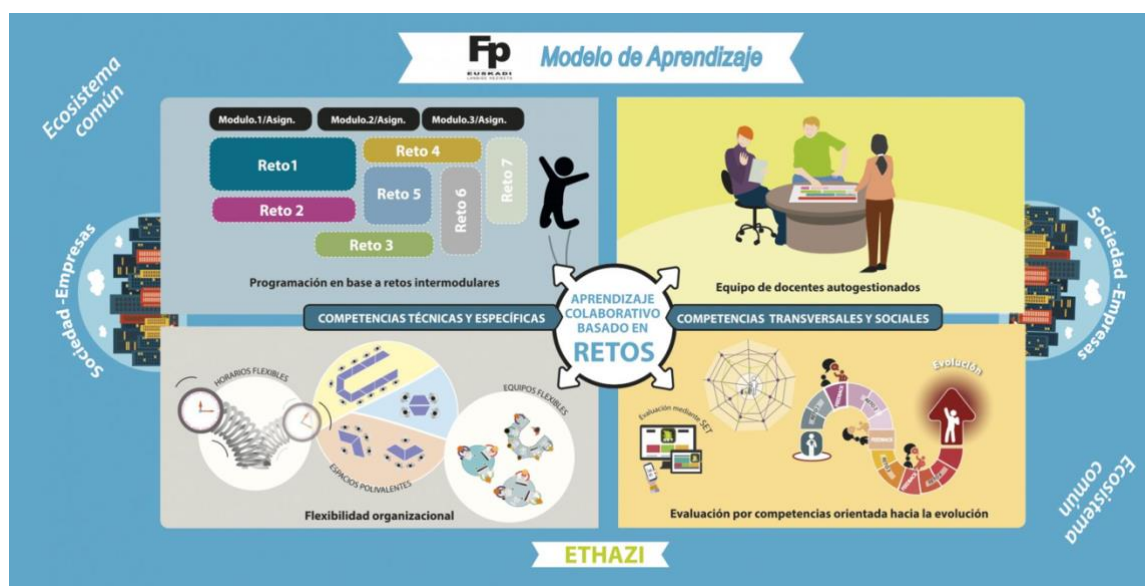 Fp
EUSKADI
LANBIDE HEZIKETA
Modelo de Aprendizaje
Ecosistema
común
Modulo.1/Asign.
Modulo.2/Asign.
Modulo.3/Asign.
Reto1
Reto 2
Reto 3
Reto 4
Reto 5
Reto 6
Reto 7
Programación en base a retos intermodulares
Equipo de docentes autogestionados
Sociedad -Empresas
Sociedad -Empresas
COMPETENCIAS TÉCNICAS Y ESPECÍFICAS
APRENDIZAJE
COLABORATIVO
BASADO EN
RETOS
COMPETENCIAS TRANSVERSALES Y SOCIALES
HORARIOS FLEXIBLES
ESPACIOS POLIVALENTES
EQUIPOS FLEXIBLES
Flexibilidad organizacional
Evaluación mediante SET
Evolución
FEEDBACK
Evaluación por competencias orientada hacia la evolución
Ecosistema
común
ETHAZI